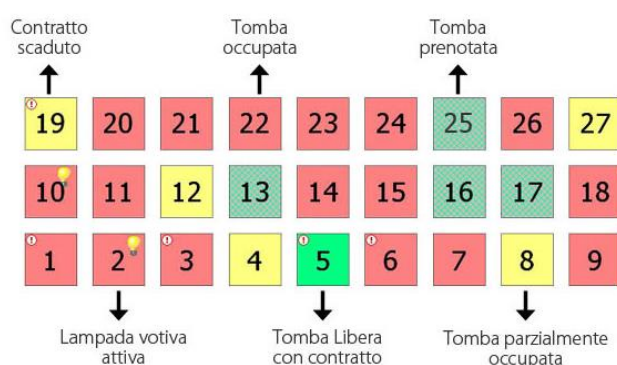 Contratto
scaduto
Tomba
occupata
Tomba
prenotata
19 20 21 22 23 24 25 26 27
10 11 12 13 14 15 16 17 18
1 2 3 4 5 6 7 8 9
Lampada votiva
attiva
Tomba Libera
con contratto
Tomba parzialmente
occupata